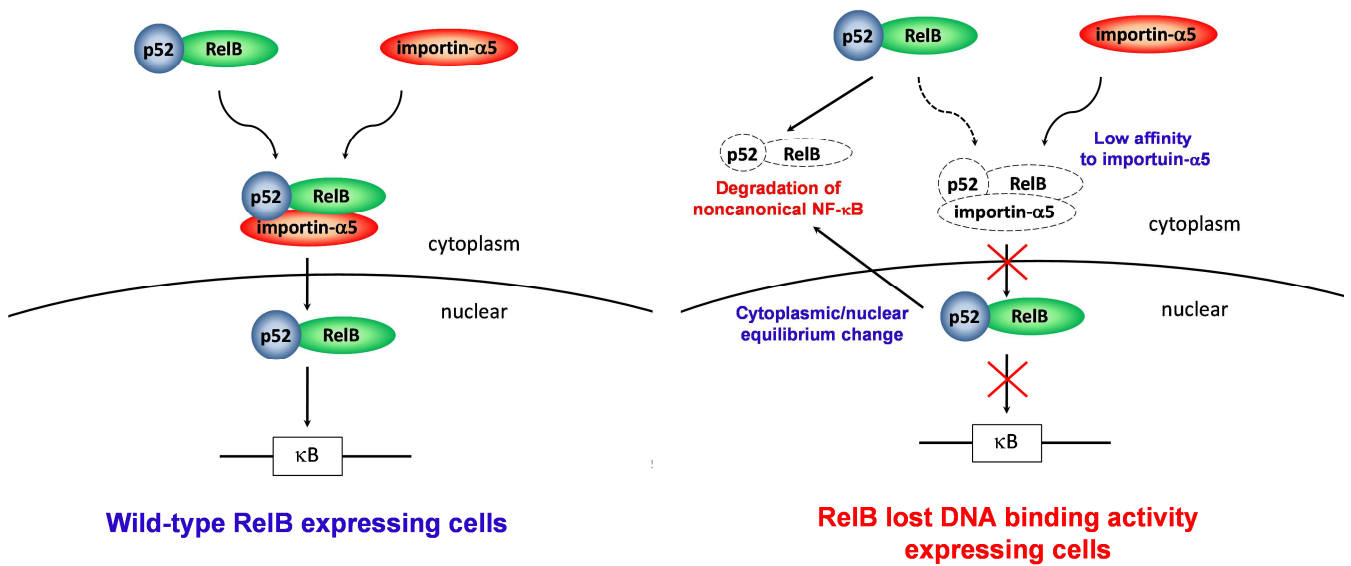 p52 RelB
importin-α5
p52 RelB
importin-α5
cytoplasm
nuclear
p52 RelB
κB
Wild-type RelB expressing cells
p52 RelB
importin-α5
p52 RelB
Degradation of
noncanonical NF-κB
Low affinity
to importuin-α5
p52 RelB
importin-α5
cytoplasm
nuclear
Cytoplasmic/nuclear
equilibrium change
p52 RelB
κB
RelB lost DNA binding activity
expressing cells